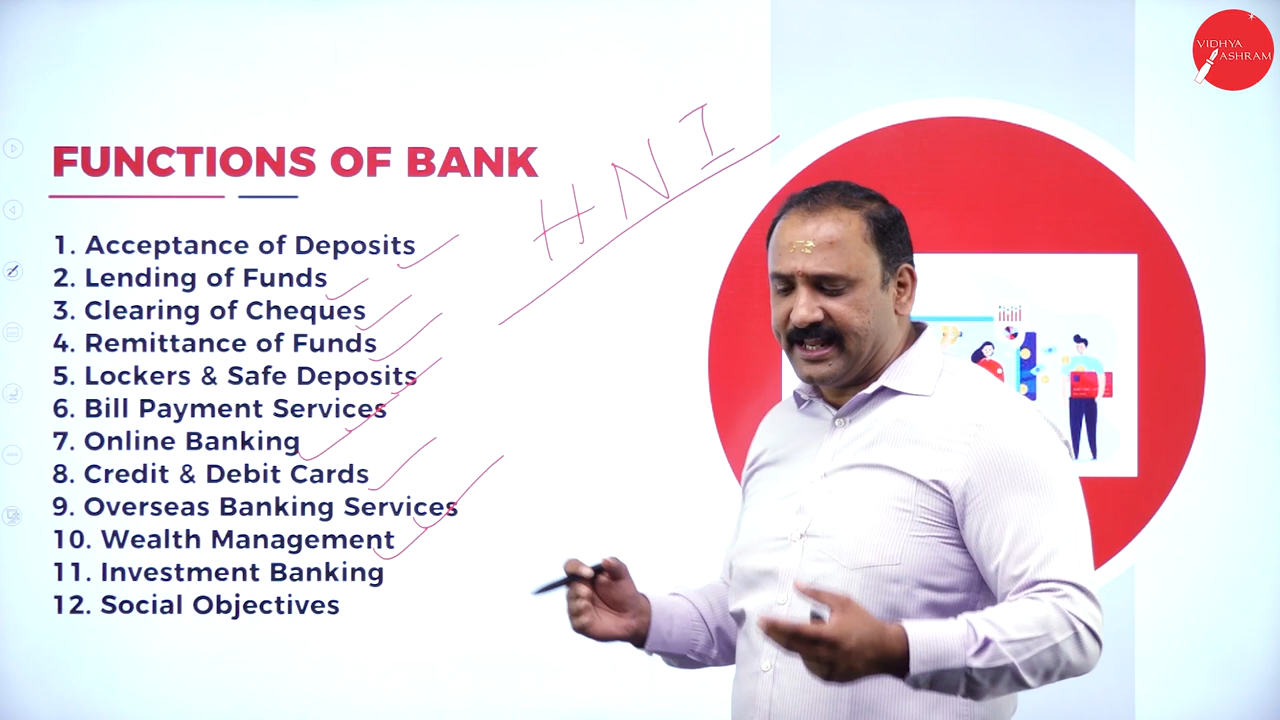 VIDHYA
ASHRAM
HNI
FUNCTIONS OF BANK
1. Acceptance of Deposits
2. Lending of Funds
3. Clearing of Cheques
4. Remittance of Funds
5. Lockers & Safe Deposits
6. Bill Payment Services
7. Online Banking
8. Credit & Debit Cards
9. Overseas Banking Services
10. Wealth Management
11. Investment Banking
12. Social Objectives